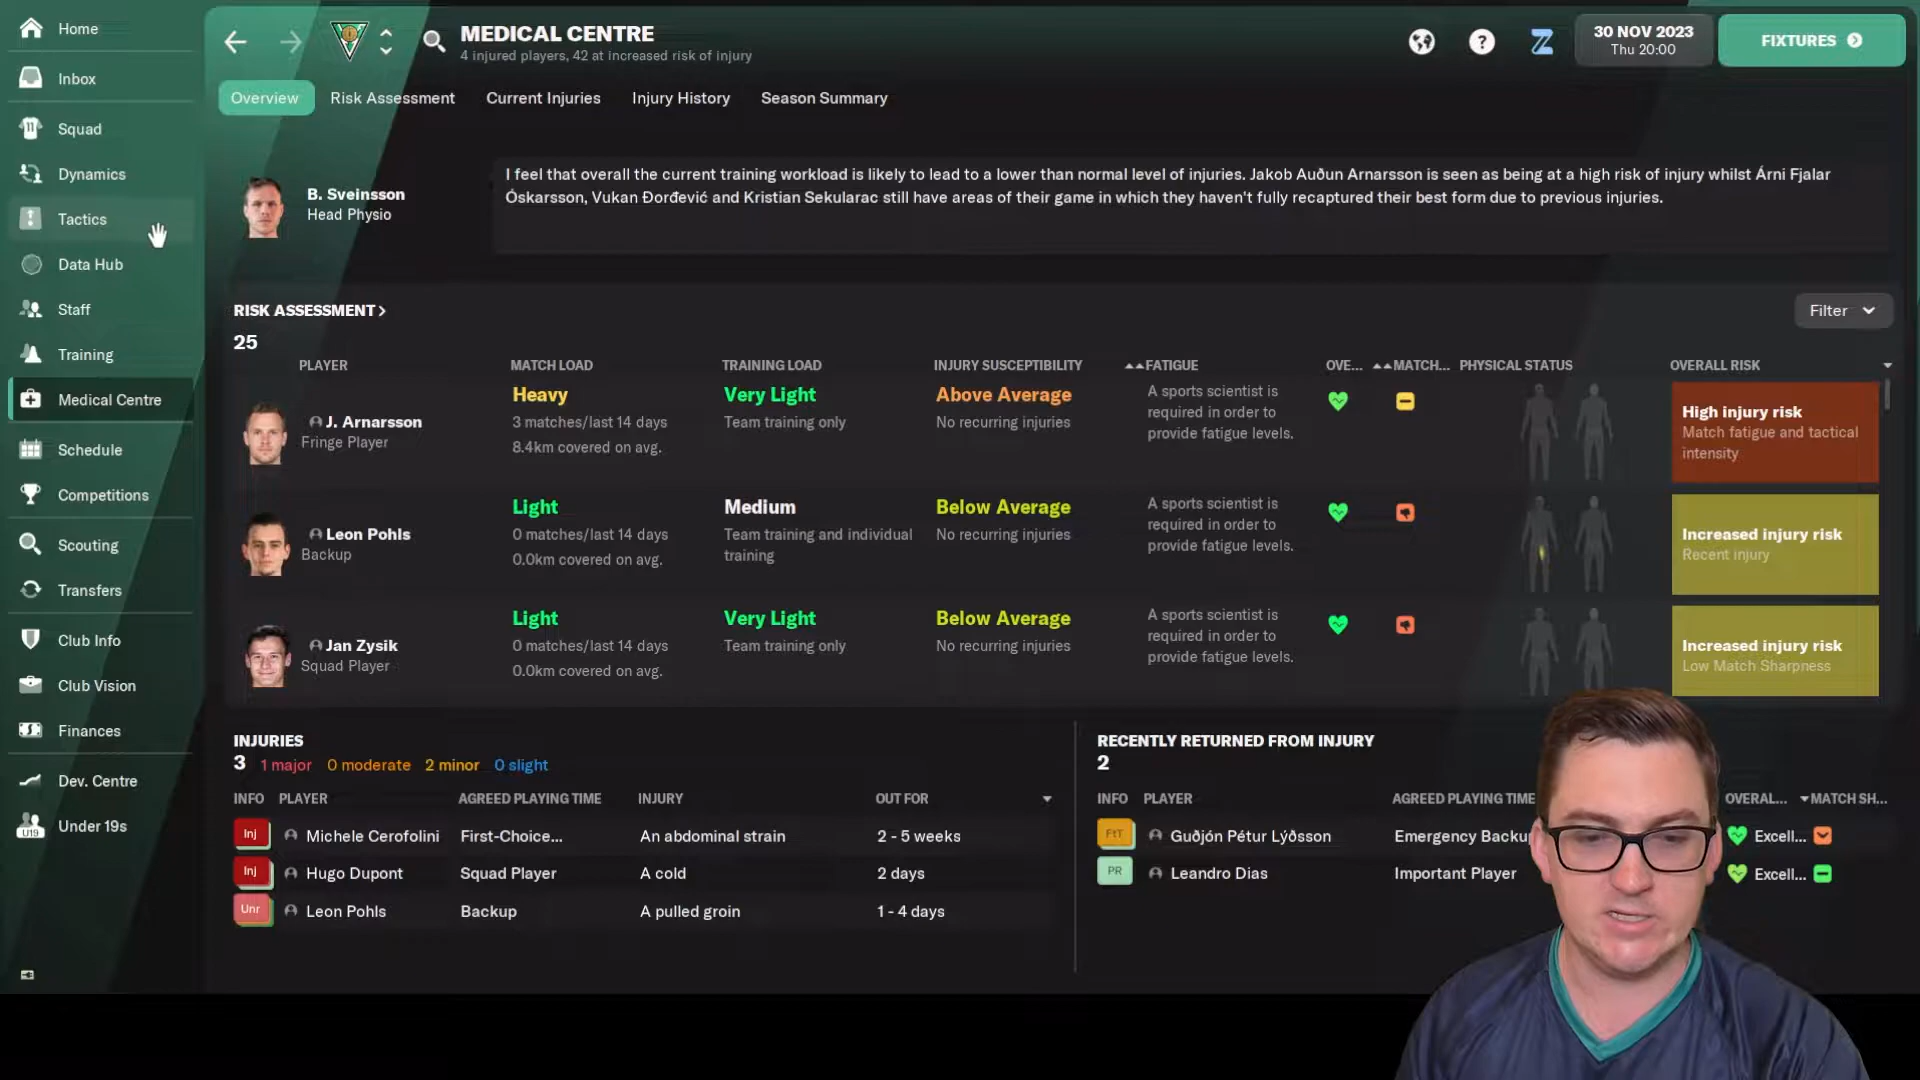 Home
Inbox
Squad
Dynamics
Tactics
Data Hub
Staff
Training
Medical Centre
Schedule
Competitions
Scouting
Transfers
Club Info
Club Vision
Finances
Dev. Centre
U19 Under 19s
MEDICAL CENTRE
4 injured players, 42 at increased risk of injury
?
30 NOV 2023
Thu 20:00
FIXTURES
Overview Risk Assessment Current Injuries Injury History Season Summary
B. Sveinsson
Head Physio
I feel that overall the current training workload is likely to lead to a lower than normal level of injuries. Jakob Auðun Arnarsson is seen as being at a high risk of injury whilst Árni Fjalar
Óskarsson, Vukan Đorđević and Kristian Sekularac still have areas of their game in which they haven't fully recaptured their best form due to previous injuries.
RISK ASSESSMENT >
Filter
25
PLAYER MATCH LOAD TRAINING LOAD INJURY SUSCEPTIBILITY FATIGUE OVE... MATCH... PHYSICAL STATUS OVERALL RISK
J. Arnarsson
Fringe Player
Heavy
3 matches/last 14 days
8.4km covered on avg.
Very Light
Team training only
Above Average
No recurring injuries
A sports scientist is
required in order to
provide fatigue levels.
High injury risk
Match fatigue and tactical
intensity
Leon Pohls
Backup
Light
0 matches/last 14 days
0.0km covered on avg.
Medium
Team training and individual
training
Below Average
No recurring injuries
A sports scientist is
required in order to
provide fatigue levels.
Increased injury risk
Recent injury
Jan Zysik
Squad Player
Light
0 matches/last 14 days
0.0km covered on avg.
Very Light
Team training only
Below Average
No recurring injuries
A sports scientist is
required in order to
provide fatigue levels.
Increased injury risk
Low Match Sharpness
INJURIES
3 1 major 0 moderate 2 minor 0 slight
INFO PLAYER AGREED PLAYING TIME INJURY OUT FOR
Inj Michele Cerofolini First-Choice... An abdominal strain 2 - 5 weeks
Inj Hugo Dupont Squad Player A cold 2 days
Unr Leon Pohls Backup A pulled groin 1 - 4 days
RECENTLY RETURNED FROM INJURY
2
INFO PLAYER AGREED PLAYING TIME OVERAL... MATCH SH...
FtT Guðjón Pétur Lýðsson Emergency Backu Excell...
PR Leandro Dias Important Player Excell...